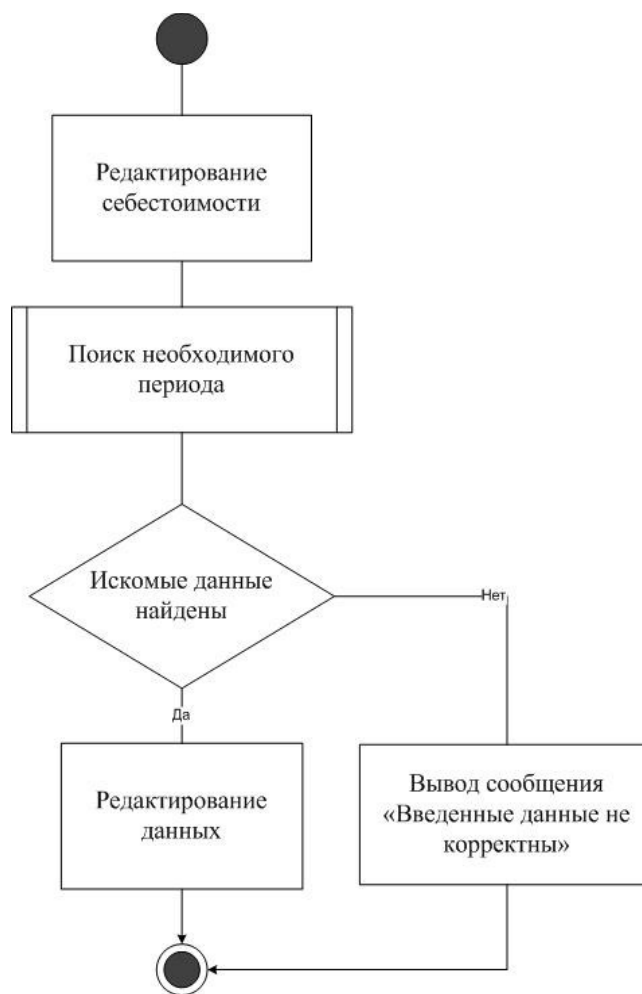 Редактирование
себестоимости
Поиск необходимого
периода
Искомые данные
найдены
Нет
Да
Редактирование
данных
Вывод сообщения
«Введенные данные не
корректны»